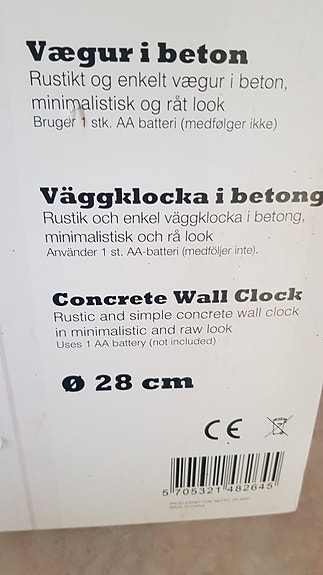 Vægur i beton
Rustikt og enkelt vægur i beton,
minimalistisk og råt look
Bruger 1 stk. AA batteri (medfølger ikke)
Väggklocka i betong
Rustik och enkel väggklocka i betong,
minimalistisk och rå look
Använder 1 st. AA-batteri (medföljer inte).
Concrete Wall Clock
Rustic and simple concrete wall clock
in minimalistic and raw look
Uses 1 AA battery (not included)
Ø 28 cm
CE
5 705321 482645
MADE IN CHINA